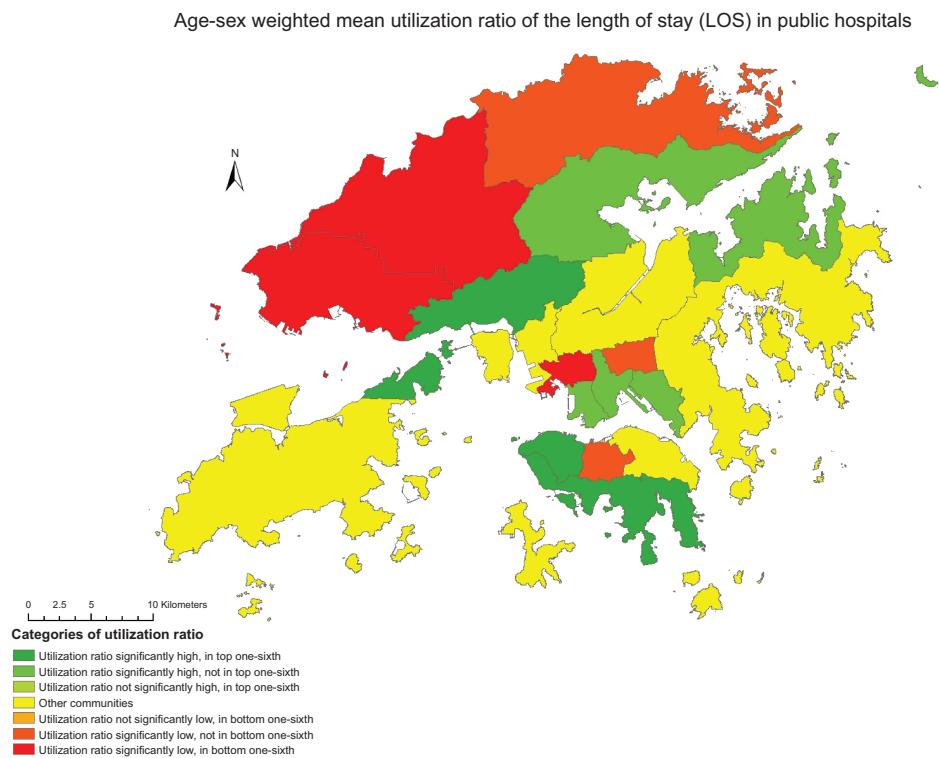 Age-sex weighted mean utilization ratio of the length of stay (LOS) in public hospitals
N
0 2.5 5 10 Kilometers
Categories of utilization ratio
Utilization ratio significantly high, in top one-sixth
Utilization ratio significantly high, not in top one-sixth
Utilization ratio not significantly high, in top one-sixth
Other communities
Utilization ratio not significantly low, in bottom one-sixth
Utilization ratio significantly low, not in bottom one-sixth
Utilization ratio significantly low, in bottom one-sixth